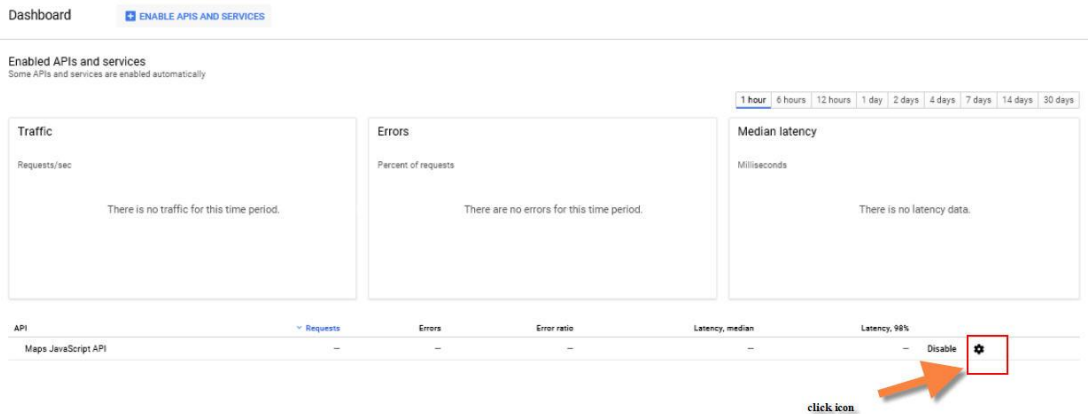 Dashboard
ENABLE APIS AND SERVICES
Enabled APIs and services
Some APIs and services are enabled automatically
1 hour 6 hours 12 hours 1 day 2 days 4 days 7 days 14 days 30 days
Traffic
Requests/sec
There is no traffic for this time period.
Errors
Percent of requests
There are no errors for this time period.
Median latency
Milliseconds
There is no latency data.
API Requests Errors Error ratio Latency, median Latency, 98%
Maps JavaScript API – – – – – Disable
click icon